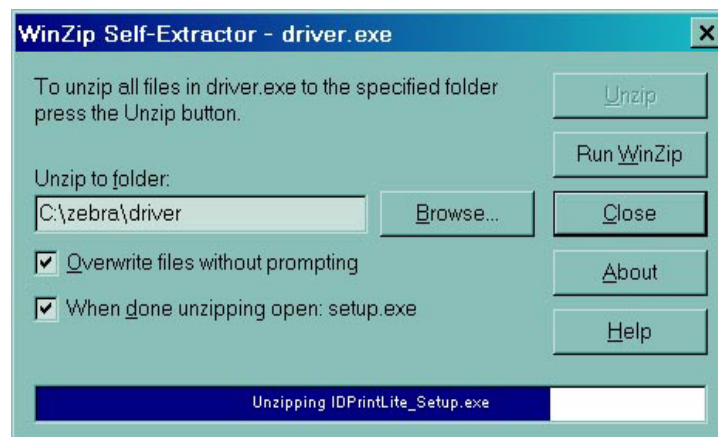 WinZip Self-Extractor - driver.exe
To unzip all files in driver.exe to the specified folder
press the Unzip button.
Unzip
Run WinZip
Unzip to folder:
C:\zebra\driver
Browse...
Close
Overwrite files without prompting
About
When done unzipping open: setup.exe
Help
Unzipping IDPrintLite_Setup.exe